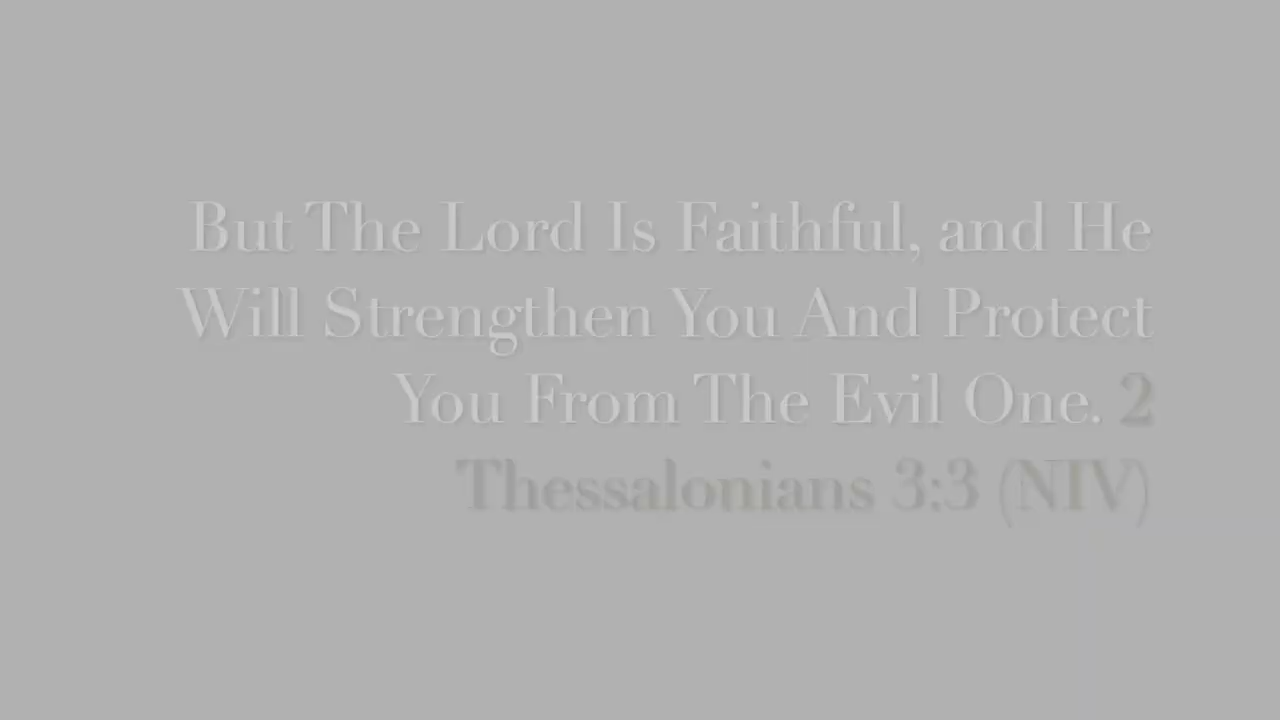 But The Lord Is Faithful, and He
Will Strengthen You And Protect
You From The Evil One. 2
Thessalonians 3:3 (NIV)